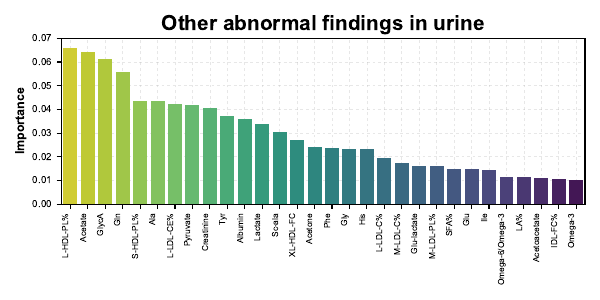 Other abnormal findings in urine
Importance
0.07
0.06
0.05
0.04
0.03
0.02
0.01
0.00
L-HDL-PL%
Acetate
GlycA
Gln
S-HDL-PL%
Ala
L-LDL-CE%
Pyruvate
Creatinine
Tyr
Albumin
Lactate
Sc-ala
XL-HDL-FC
Acetone
Phe
Gly
His
L-LDL-C%
M-LDL-C%
Glu-lactate
M-LDL-PL%
SFA%
Glu
Ile
Omega-6/Omega-3
LA%
Acetoacetate
IDL-FC%
Omega-3